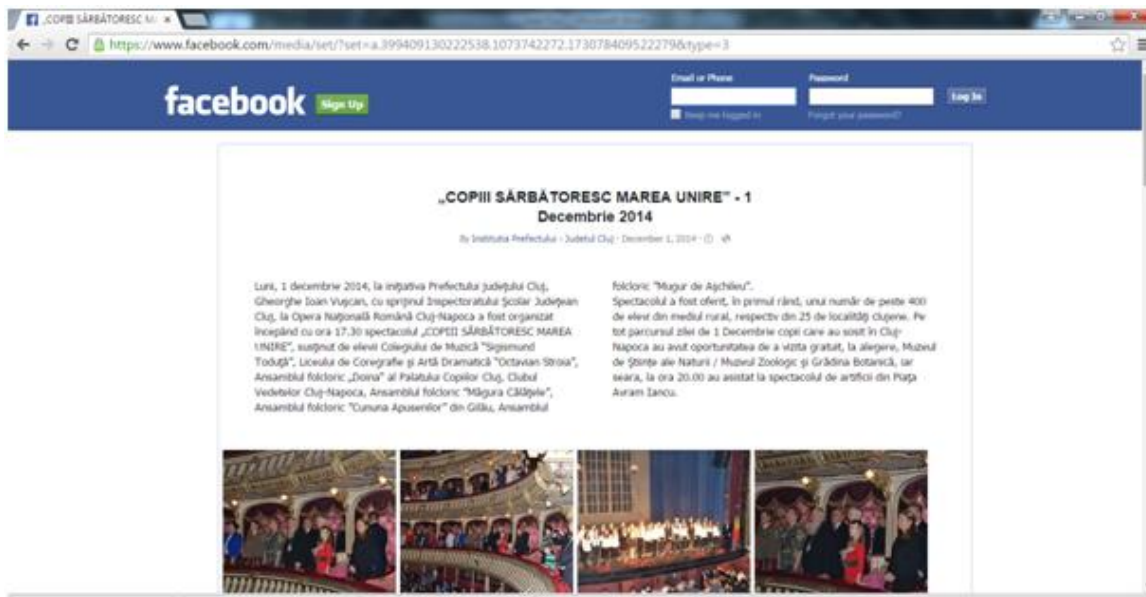 „COPIII SĂRBĂTORESC M
https://www.facebook.com/media/set/?set=a.399409130222538.1073742272.173078409522279&type=3
facebook
Sign Up
Email or Phone
Password
Log In
Keep me logged in
Forgot your password?
„COPIII SĂRBĂTORESC MAREA UNIRE" - 1
Decembrie 2014
By Institutia Prefectului - Judetul Cluj · December 1, 2014 ·
Luni, 1 decembrie 2014, la inițiativa Prefectului județului Cluj,
Gheorghe Ioan Vușcan, cu sprijinul Inspectoratului Școlar Județean
Cluj, la Opera Națională Română Cluj-Napoca a fost organizat
începând cu ora 17.30 spectacolul „COPIII SĂRBĂTORESC MAREA
UNIRE", susținut de elevii Colegiului de Muzică "Sigismund
Toduță", Liceului de Coregrafie și Artă Dramatică "Octavian Stroia",
Ansamblul folcloric „Doina" al Palatului Copiilor Cluj, Clubul
Vedetelor Cluj-Napoca, Ansamblul folcloric "Măgura Călățele",
Ansamblul folcloric "Cununa Apusenilor" din Gilău, Ansamblul
folcloric "Mugur de Așchileu".
Spectacolul a fost oferit, în primul rând, unui număr de peste 400
de elevi din mediul rural, respectiv din 25 de localități clujene. Pe
tot parcursul zilei de 1 Decembrie copii care au sosit în Cluj-
Napoca au avut oportunitatea de a vizita gratuit, la alegere, Muzeul
de Științe ale Naturii / Muzeul Zoologic și Grădina Botanică, iar
seara, la ora 20.00 au asistat la spectacolul de artificii din Piața
Avram Iancu.